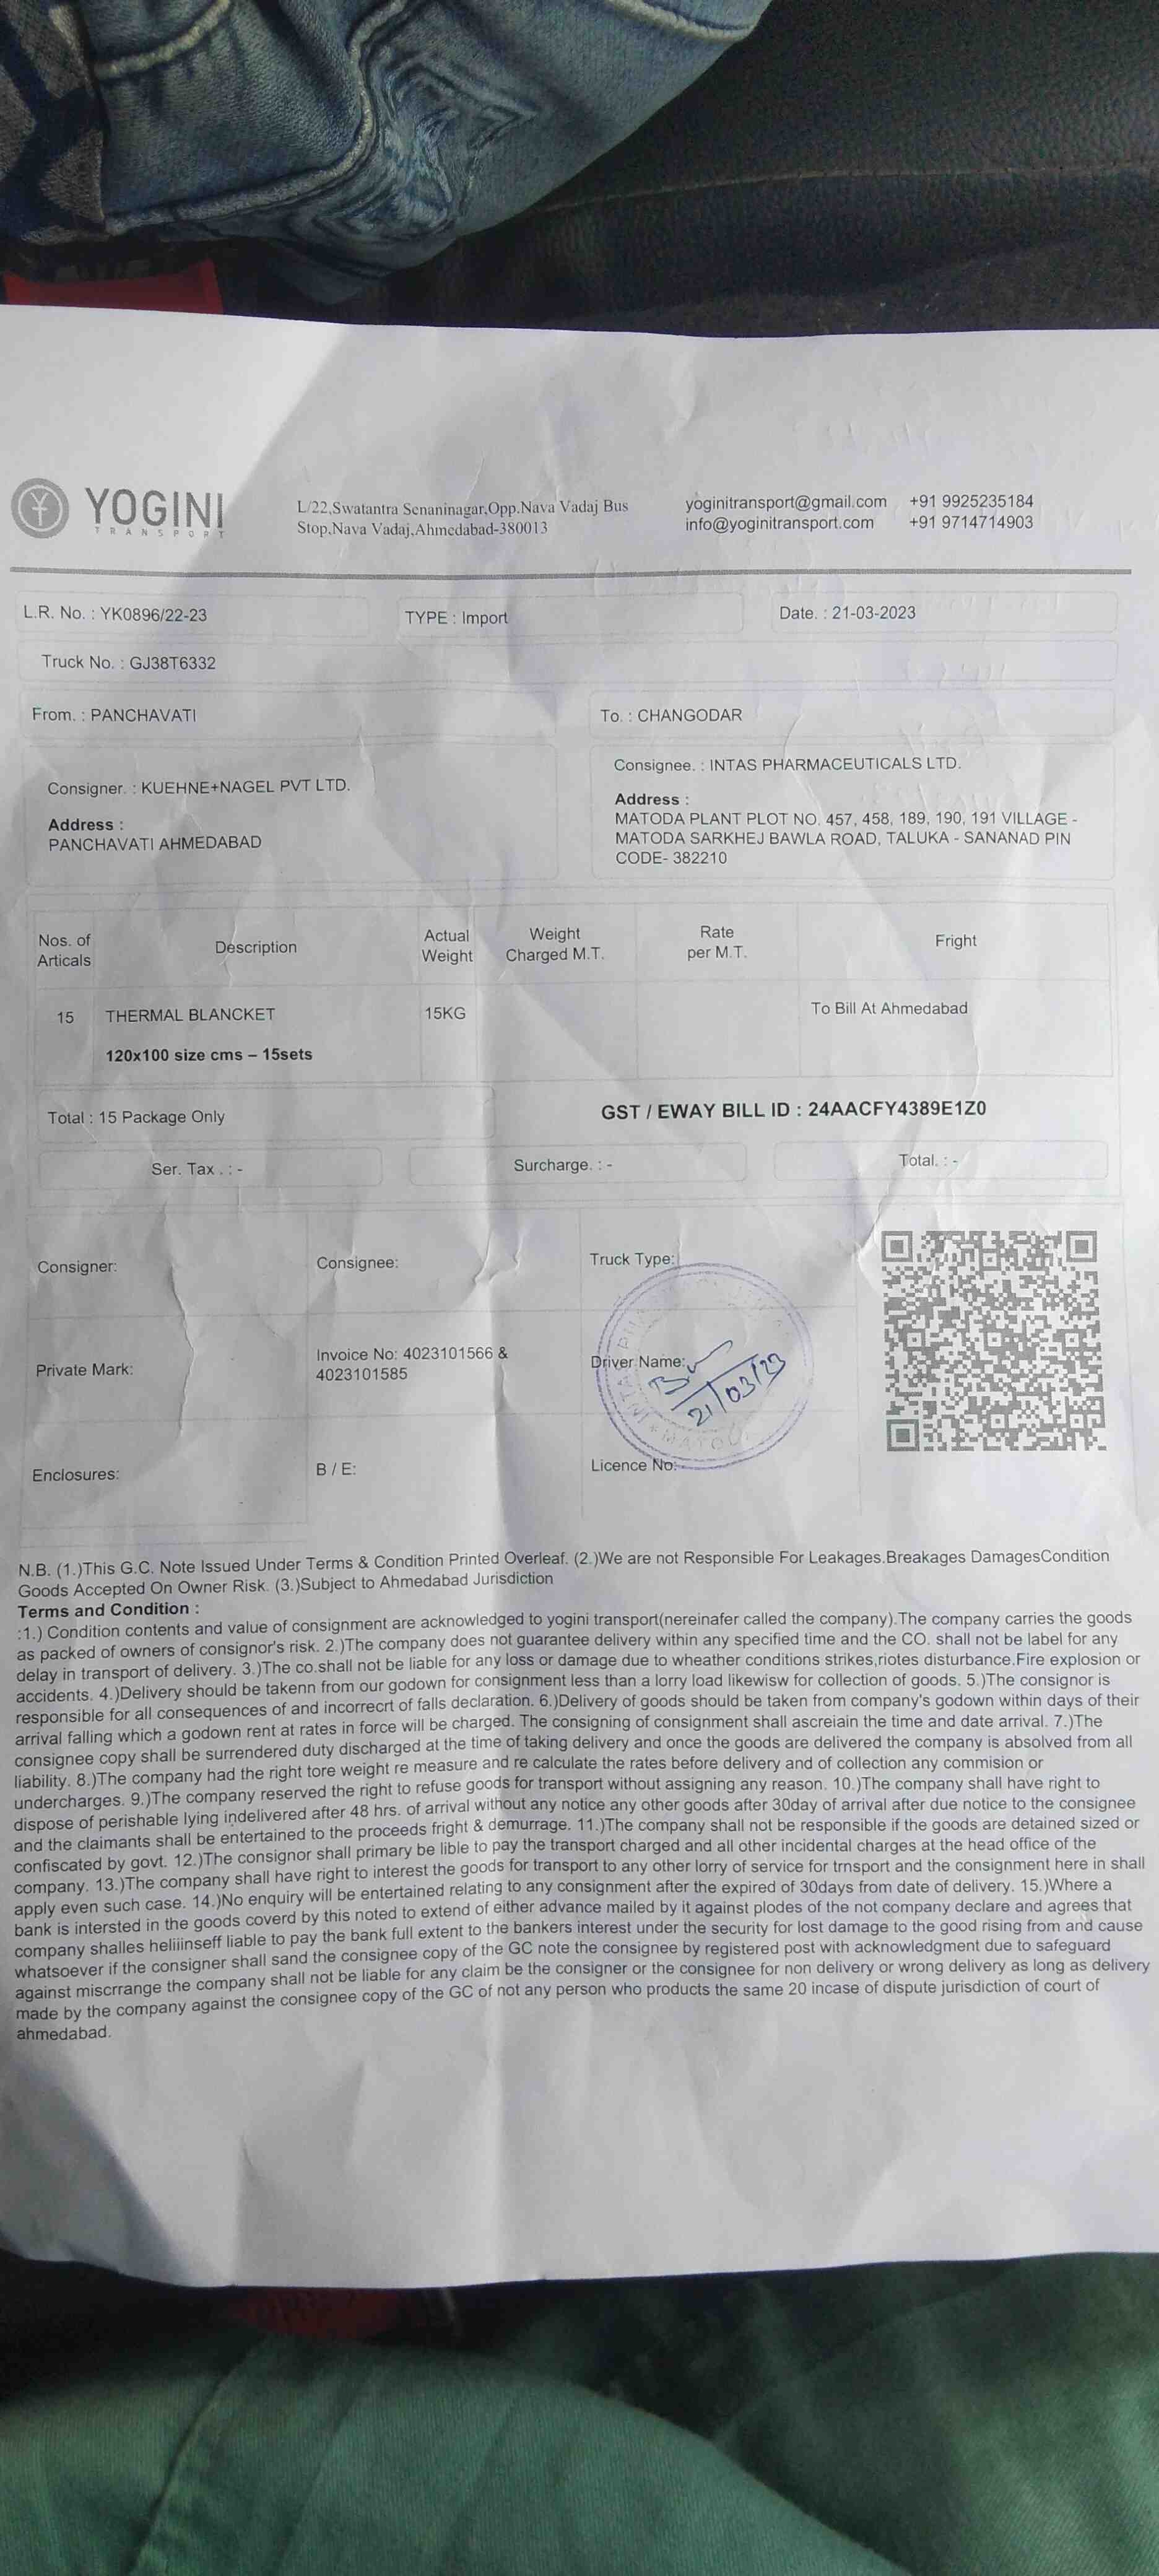 YOGINI
TRANSPORT
L/22,Swatantra Senaninagar,Opp.Nava Vadaj Bus
Stop,Nava Vadaj,Ahmedabad-380013
yoginitransport@gmail.com +91 9925235184
info@yoginitransport.com +91 9714714903
L.R. No. : YK0896/22-23
TYPE : Import
Date. : 21-03-2023
Truck No. : GJ38T6332
From. : PANCHAVATI
To. : CHANGODAR
Consigner. : KUEHNE+NAGEL PVT LTD.
Address :
PANCHAVATI AHMEDABAD
Consignee. : INTAS PHARMACEUTICALS LTD.
Address :
MATODA PLANT PLOT NO. 457, 458, 189, 190, 191 VILLAGE -
MATODA SARKHEJ BAWLA ROAD, TALUKA - SANANAD PIN
CODE- 382210
Nos. of
Articals
Description
Actual
Weight
Weight
Charged M.T.
Rate
per M.T.
Fright
15 THERMAL BLANCKET 15KG To Bill At Ahmedabad
120x100 size cms – 15sets
Total : 15 Package Only
GST / EWAY BILL ID : 24AACFY4389E1Z0
Ser. Tax . : -
Surcharge. : -
Total. : -
Consigner:
Consignee:
Truck Type:
Private Mark:
Invoice No: 4023101566 &
4023101585
Driver Name:
21/03/23
Enclosures:
B / E:
Licence No:
N.B. (1.)This G.C. Note Issued Under Terms & Condition Printed Overleaf. (2.)We are not Responsible For Leakages.Breakages DamagesCondition
Goods Accepted On Owner Risk. (3.)Subject to Ahmedabad Jurisdiction
Terms and Condition :
:1.) Condition contents and value of consignment are acknowledged to yogini transport(nereinafer called the company).The company carries the goods
as packed of owners of consignor's risk. 2.)The company does not guarantee delivery within any specified time and the CO. shall not be label for any
delay in transport of delivery. 3.)The co.shall not be liable for any loss or damage due to wheather conditions strikes,riotes disturbance.Fire explosion or
accidents. 4.)Delivery should be takenn from our godown for consignment less than a lorry load likewisw for collection of goods. 5.)The consignor is
responsible for all consequences of and incorrecrt of falls declaration. 6.)Delivery of goods should be taken from company's godown within days of their
arrival falling which a godown rent at rates in force will be charged. The consigning of consignment shall ascreiain the time and date arrival. 7.)The
consignee copy shall be surrendered duty discharged at the time of taking delivery and once the goods are delivered the company is absolved from all
liability. 8.)The company had the right tore weight re measure and re calculate the rates before delivery and of collection any commision or
undercharges. 9.)The company reserved the right to refuse goods for transport without assigning any reason. 10.)The company shall have right to
dispose of perishable lying indelivered after 48 hrs. of arrival without any notice any other goods after 30day of arrival after due notice to the consignee
and the claimants shall be entertained to the proceeds fright & demurrage. 11.)The company shall not be responsible if the goods are detained sized or
confiscated by govt. 12.)The consignor shall primary be lible to pay the transport charged and all other incidental charges at the head office of the
company. 13.)The company shall have right to interest the goods for transport to any other lorry of service for trnsport and the consignment here in shall
apply even such case. 14.)No enquiry will be entertained relating to any consignment after the expired of 30days from date of delivery. 15.)Where a
bank is intersted in the goods coverd by this noted to extend of either advance mailed by it against plodes of the not company declare and agrees that
company shalles heliiinseff liable to pay the bank full extent to the bankers interest under the security for lost damage to the good rising from and cause
whatsoever if the consigner shall sand the consignee copy of the GC note the consignee by registered post with acknowledgment due to safeguard
against miscrrange the company shall not be liable for any claim be the consigner or the consignee for non delivery or wrong delivery as long as delivery
made by the company against the consignee copy of the GC of not any person who products the same 20 incase of dispute jurisdiction of court of
ahmedabad.